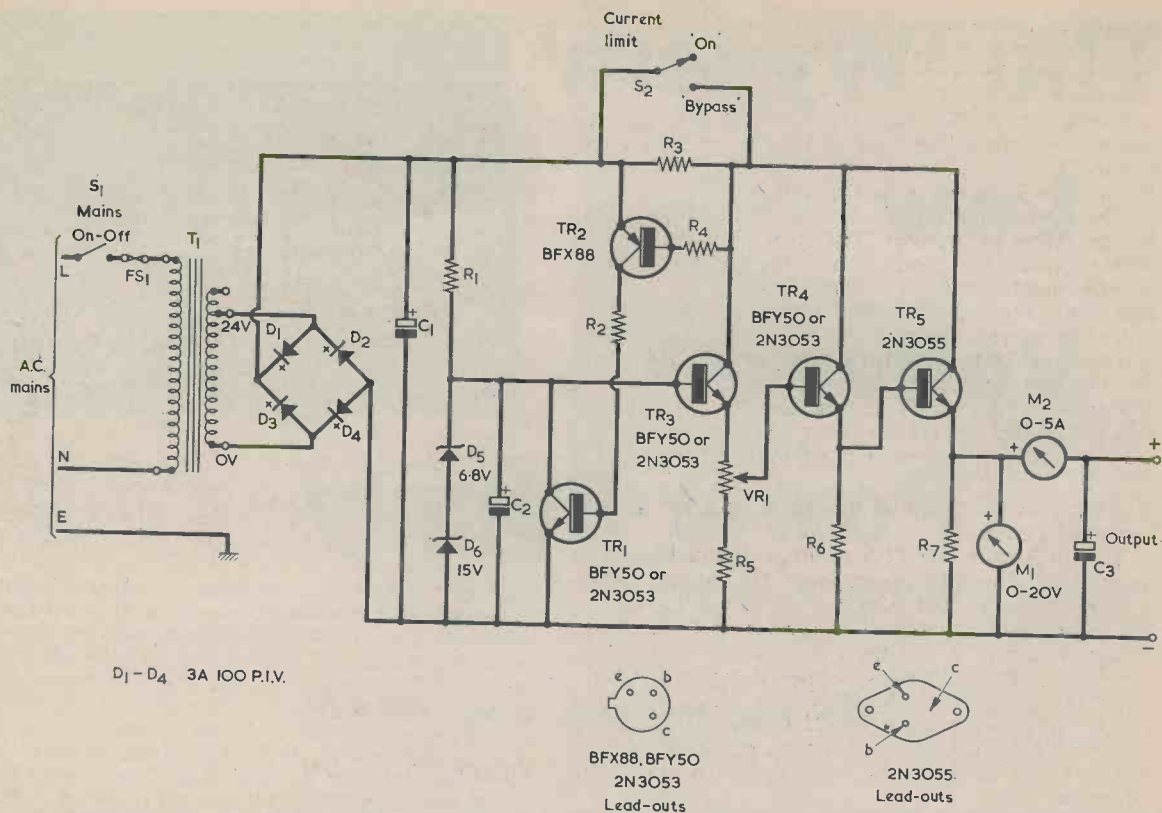 Current
limit
'On'
S2
'Bypass'
R3
S1
Mains
On-Off
L
FS1
T1
24V
0V
A.C.
mains
N
E
D1
D2
D3
D4
C1
+
R1
TR2
BFX88
R4
R2
TR4
BFY50 or
2N3053
TR5
2N3055
TR3
BFY50 or
2N3053
VR1
D5
6·8V
D6
15V
C2
+
TR1
BFY50 or
2N3053
R5
R6
R7
M2
0-5A
+
+
M1
0-20V
+
C3
Output
+
−
D1-D4 3A 100 P.I.V.
e
b
c
BFX88, BFY50
2N3053
Lead-outs
e
c
b
2N3055
Lead-outs